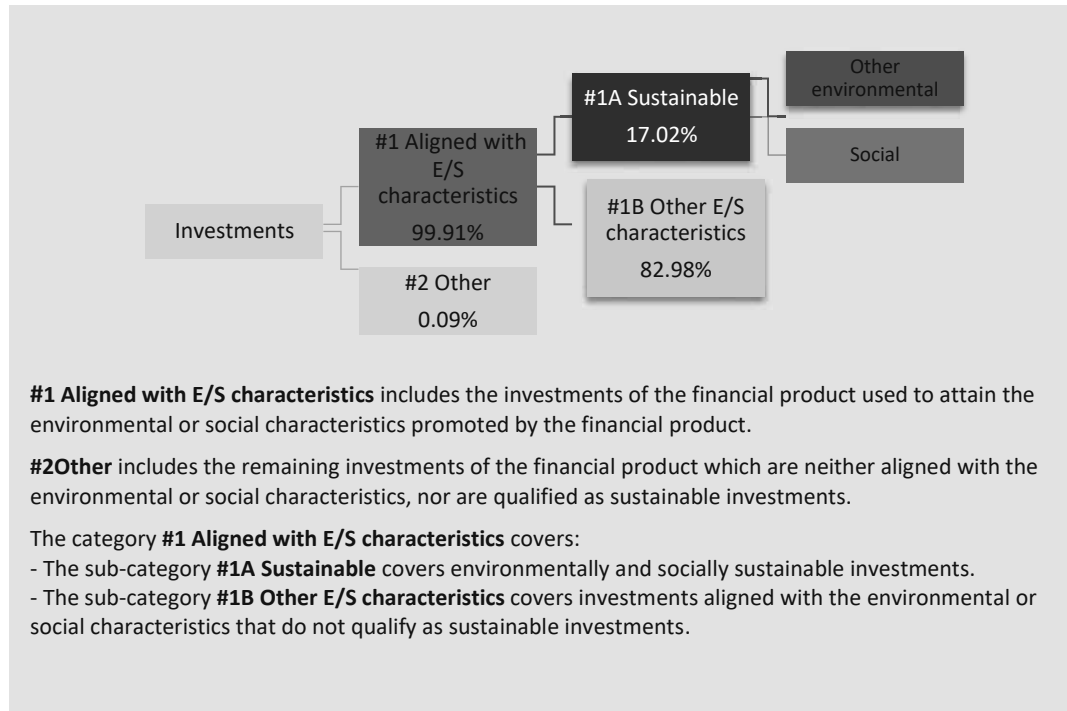 Investments
#1 Aligned with
E/S
characteristics
99.91%
#2 Other
0.09%
#1A Sustainable
17.02%
#1B Other E/S
characteristics
82.98%
Other
environmental
Social
#1 Aligned with E/S characteristics includes the investments of the financial product used to attain the
environmental or social characteristics promoted by the financial product.
#2Other includes the remaining investments of the financial product which are neither aligned with the
environmental or social characteristics, nor are qualified as sustainable investments.
The category #1 Aligned with E/S characteristics covers:
- The sub-category #1A Sustainable covers environmentally and socially sustainable investments.
- The sub-category #1B Other E/S characteristics covers investments aligned with the environmental or
social characteristics that do not qualify as sustainable investments.